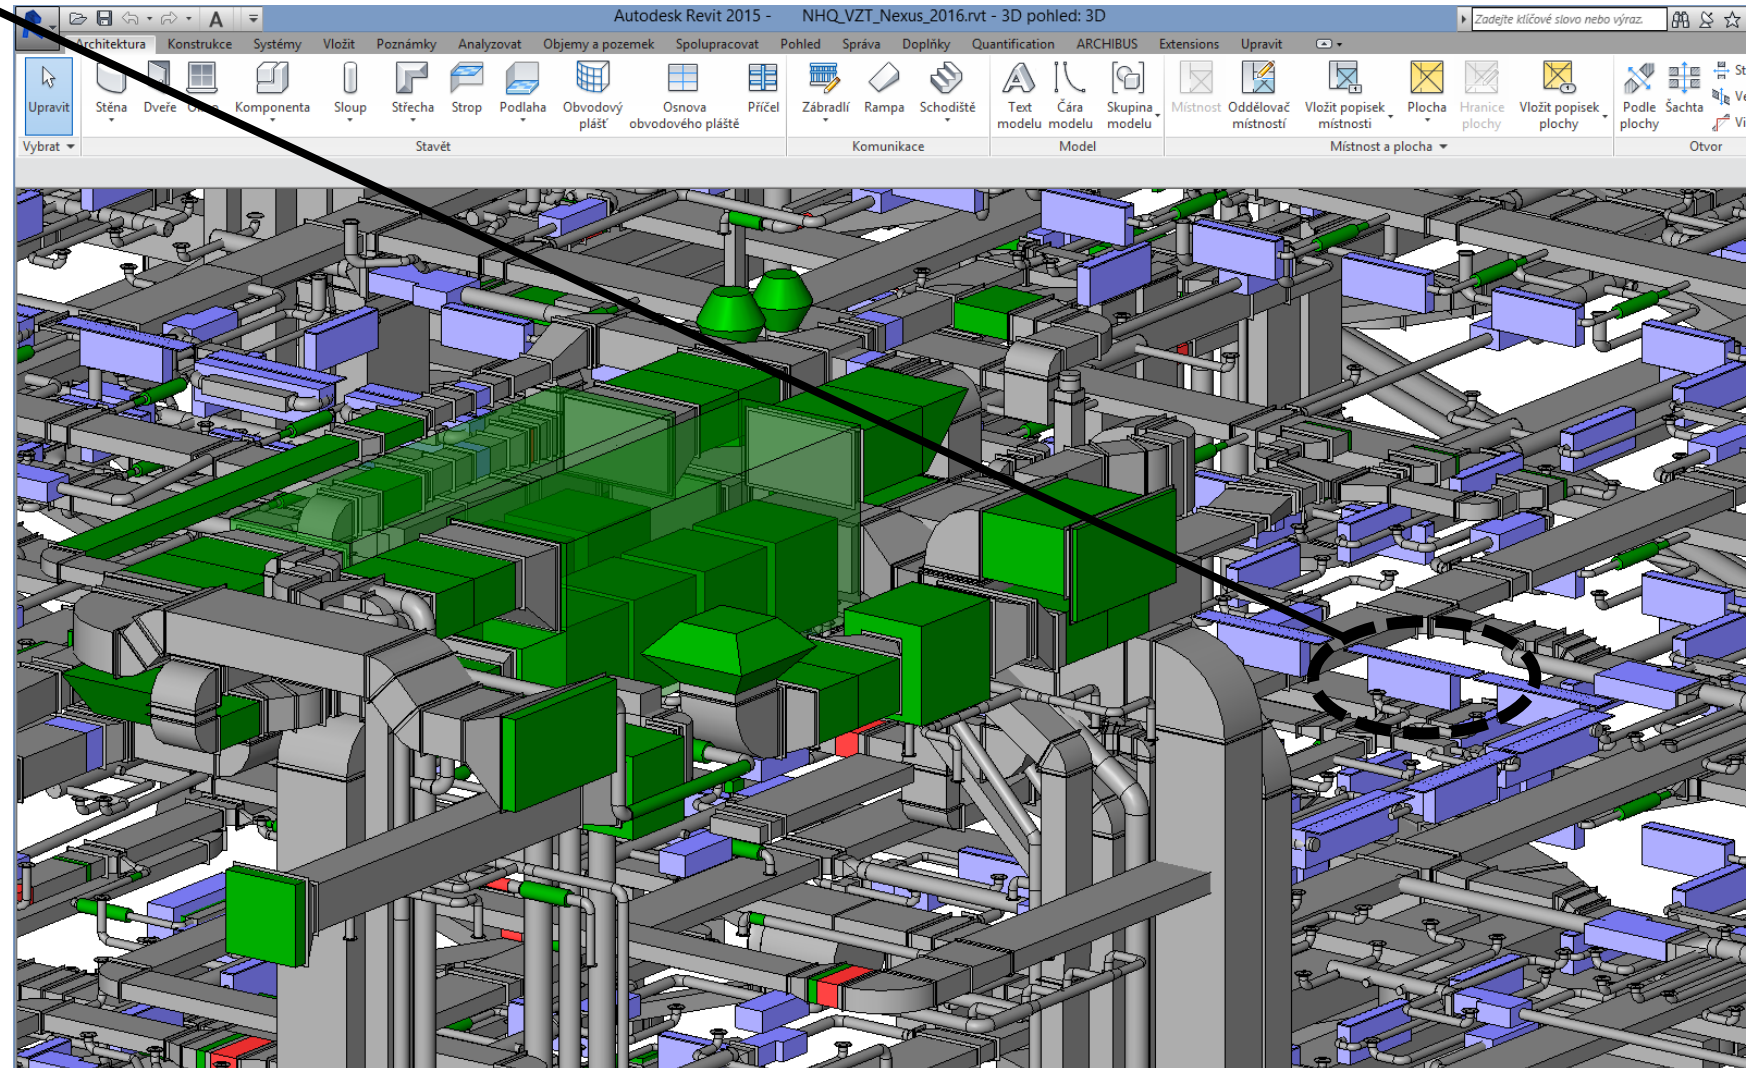 Autodesk Revit 2015 - NHQ_VZT_Nexus_2016.rvt - 3D pohled: 3D
Zadejte klíčové slovo nebo výraz.
A
Architektura Konstrukce Systémy Vložit Poznámky Analyzovat Objemy a pozemek Spolupracovat Pohled Správa Doplňky Quantification ARCHIBUS Extensions Upravit
Upravit Stěna Dveře Komponenta Sloup Střecha Strop Podlaha Obvodový plášť Osnova obvodového pláště Příčel Zábradlí Rampa Schodiště Text modelu Čára modelu Skupina modelu Místnost Oddělovač místností Vložit popisek místnosti Plocha Hranice plochy Vložit popisek plochy Podle plochy Šachta
Vybrat Stavět Komunikace Model Místnost a plocha Otvor